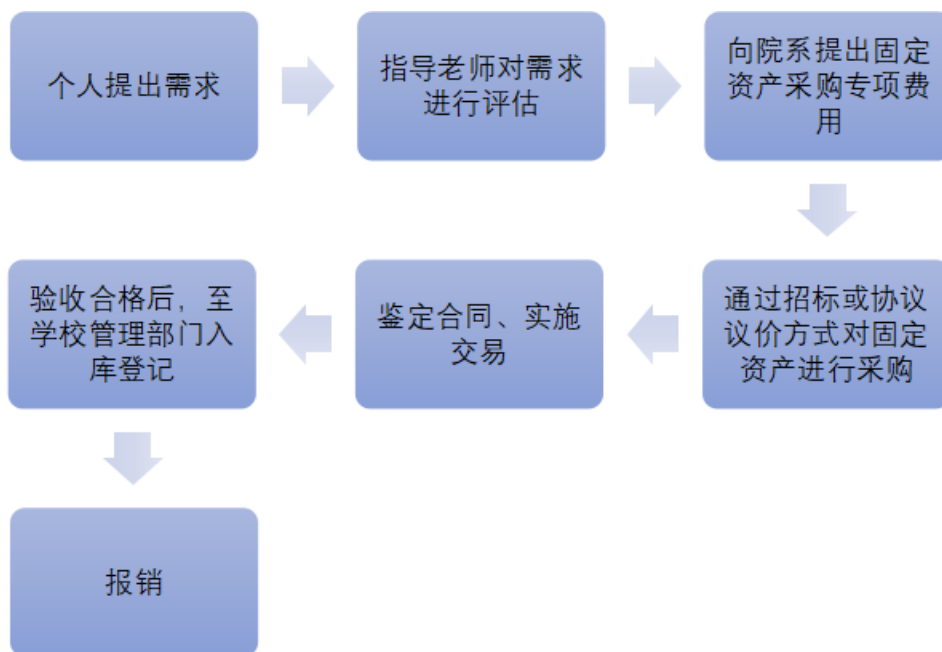 个人提出需求
指导老师对需求
进行评估
向院系提出固定
资产采购专项费
用
通过招标或协议
议价方式对固定
资产进行采购
鉴定合同、实施
交易
验收合格后，至
学校管理部门入
库登记
报销